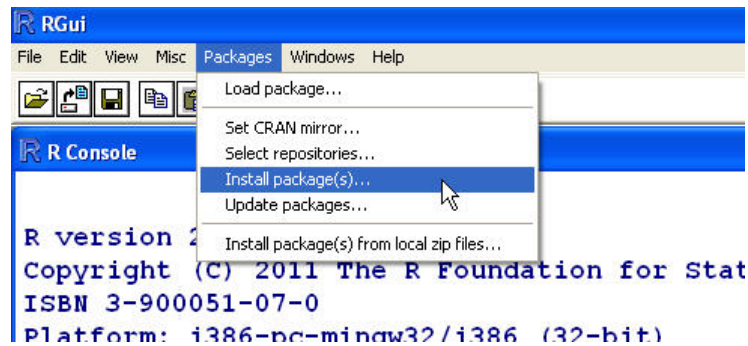 RGui
File Edit View Misc Packages Windows Help
Load package...
Set CRAN mirror...
Select repositories...
Install package(s)...
Update packages...
Install package(s) from local zip files...
R Console
R version 2
Copyright (C) 2011 The R Foundation for Stat
ISBN 3-900051-07-0
Platform: i386-pc-mingw32/i386 (32-bit)